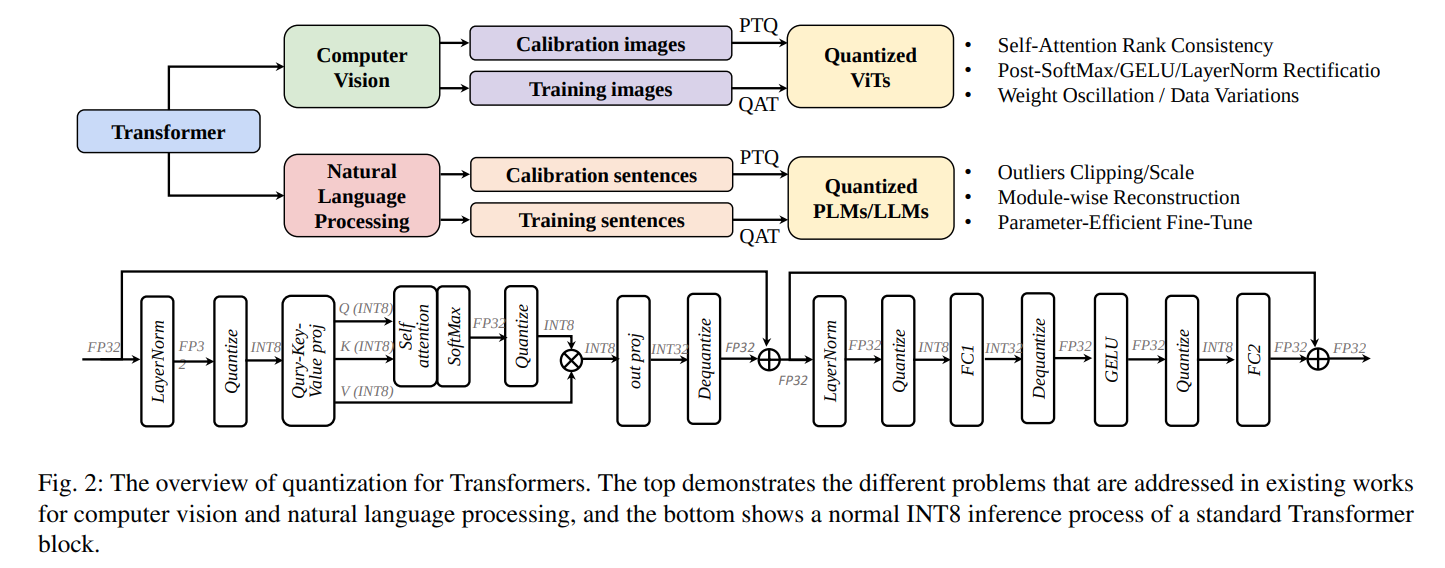 Transformer
Computer
Vision
Calibration images
Training images
PTQ
QAT
Quantized
ViTs
• Self-Attention Rank Consistency
• Post-SoftMax/GELU/LayerNorm Rectificatio
• Weight Oscillation / Data Variations
Natural
Language
Processing
Calibration sentences
Training sentences
PTQ
QAT
Quantized
PLMs/LLMs
• Outliers Clipping/Scale
• Module-wise Reconstruction
• Parameter-Efficient Fine-Tune
FP32
LayerNorm
FP3
2
Quantize
INT8
Qury-Key-
Value proj
Q (INT8)
K (INT8)
V (INT8)
Self
attention
SoftMax
FP32
Quantize
INT8
INT8
out proj
INT32
Dequantize
FP32
FP32
LayerNorm
FP32
Quantize
INT8
FC1
INT32
Dequantize
FP32
GELU
FP32
Quantize
INT8
FC2
FP32
FP32
Fig. 2: The overview of quantization for Transformers. The top demonstrates the different problems that are addressed in existing works
for computer vision and natural language processing, and the bottom shows a normal INT8 inference process of a standard Transformer
block.